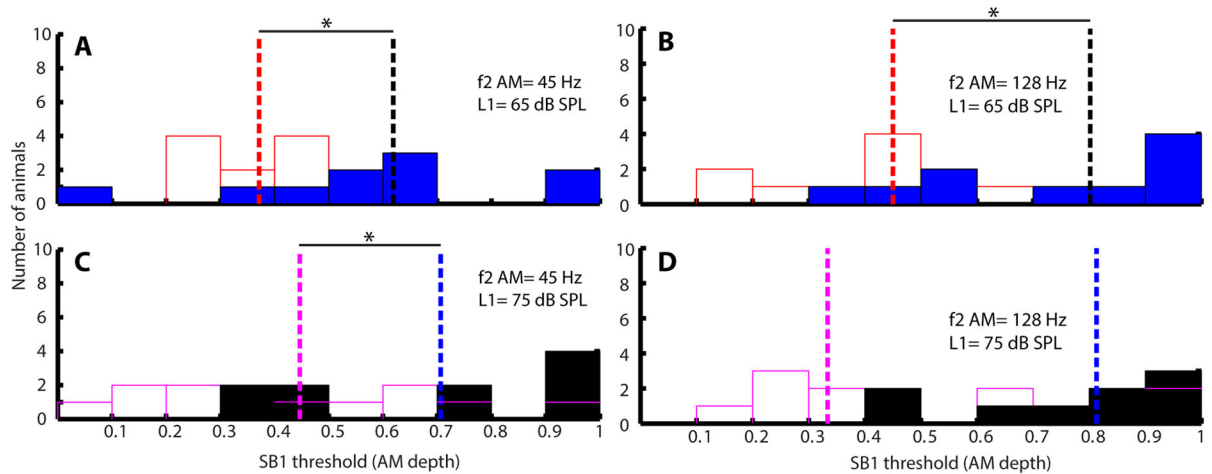 *
*
10
A
f2 AM= 45 Hz
L1= 65 dB SPL
8
6
4
2
0
10
B
f2 AM= 128 Hz
L1= 65 dB SPL
8
6
4
2
0
Number of animals
*
10
C
f2 AM= 45 Hz
L1= 75 dB SPL
8
6
4
2
0
0.1 0.2 0.3 0.4 0.5 0.6 0.7 0.8 0.9 1
SB1 threshold (AM depth)
10
D
f2 AM= 128 Hz
L1= 75 dB SPL
8
6
4
2
0
0.1 0.2 0.3 0.4 0.5 0.6 0.7 0.8 0.9 1
SB1 threshold (AM depth)